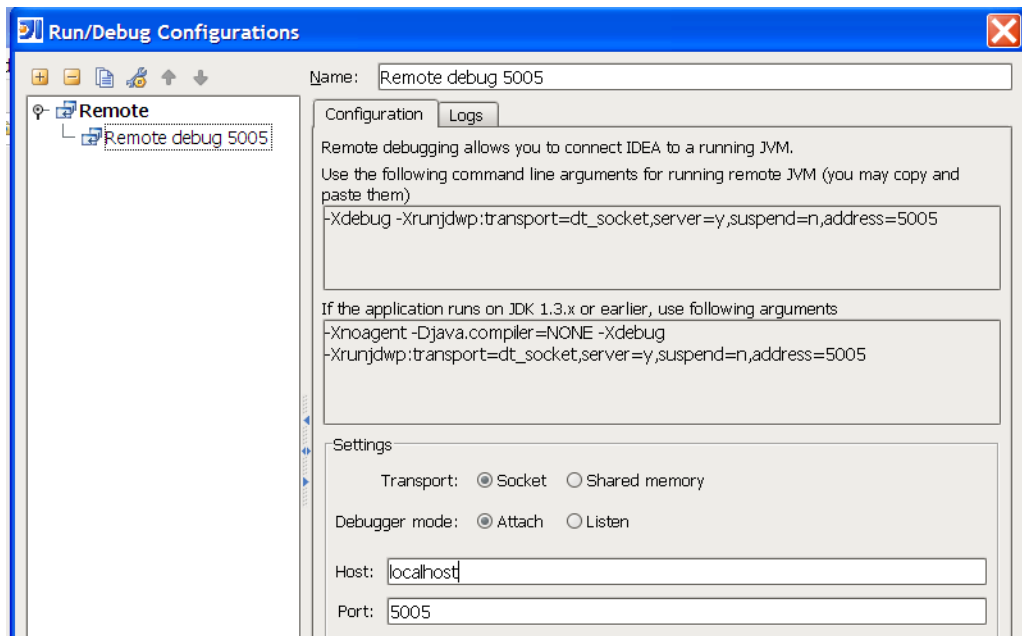 Run/Debug Configurations
Name: Remote debug 5005
Remote
Remote debug 5005
Configuration Logs
Remote debugging allows you to connect IDEA to a running JVM.
Use the following command line arguments for running remote JVM (you may copy and
paste them)
-Xdebug -Xrunjdwp:transport=dt_socket,server=y,suspend=n,address=5005
If the application runs on JDK 1.3.x or earlier, use following arguments
-Xnoagent -Djava.compiler=NONE -Xdebug
-Xrunjdwp:transport=dt_socket,server=y,suspend=n,address=5005
Settings
Transport: Socket Shared memory
Debugger mode: Attach Listen
Host: localhost
Port: 5005